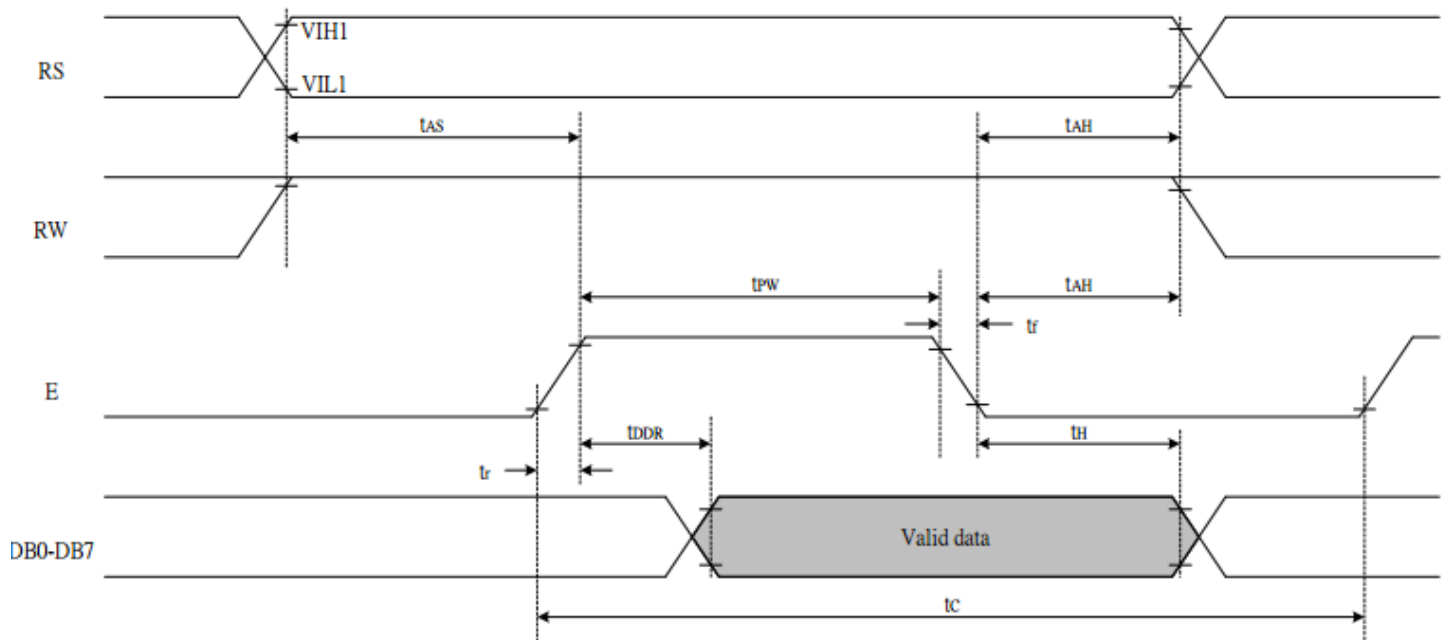 RS
VIH1
VIL1
tAS
tAH
RW
tPW
tAH
tf
E
tDDR
tH
tr
DB0-DB7
Valid data
tC